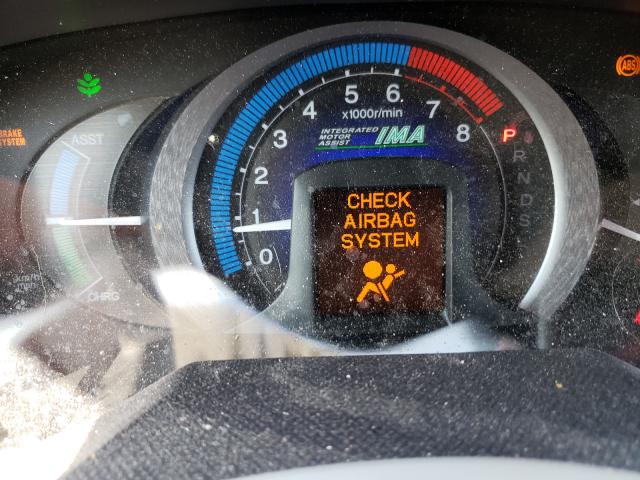 ABS
BRAKE
SYSTEM
ASST
CHRG
0
1
2
3
4
5
6
7
8
x1000r/min
INTEGRATED
MOTOR
ASSIST
IMA
P
R
N
D
S
CHECK
AIRBAG
SYSTEM